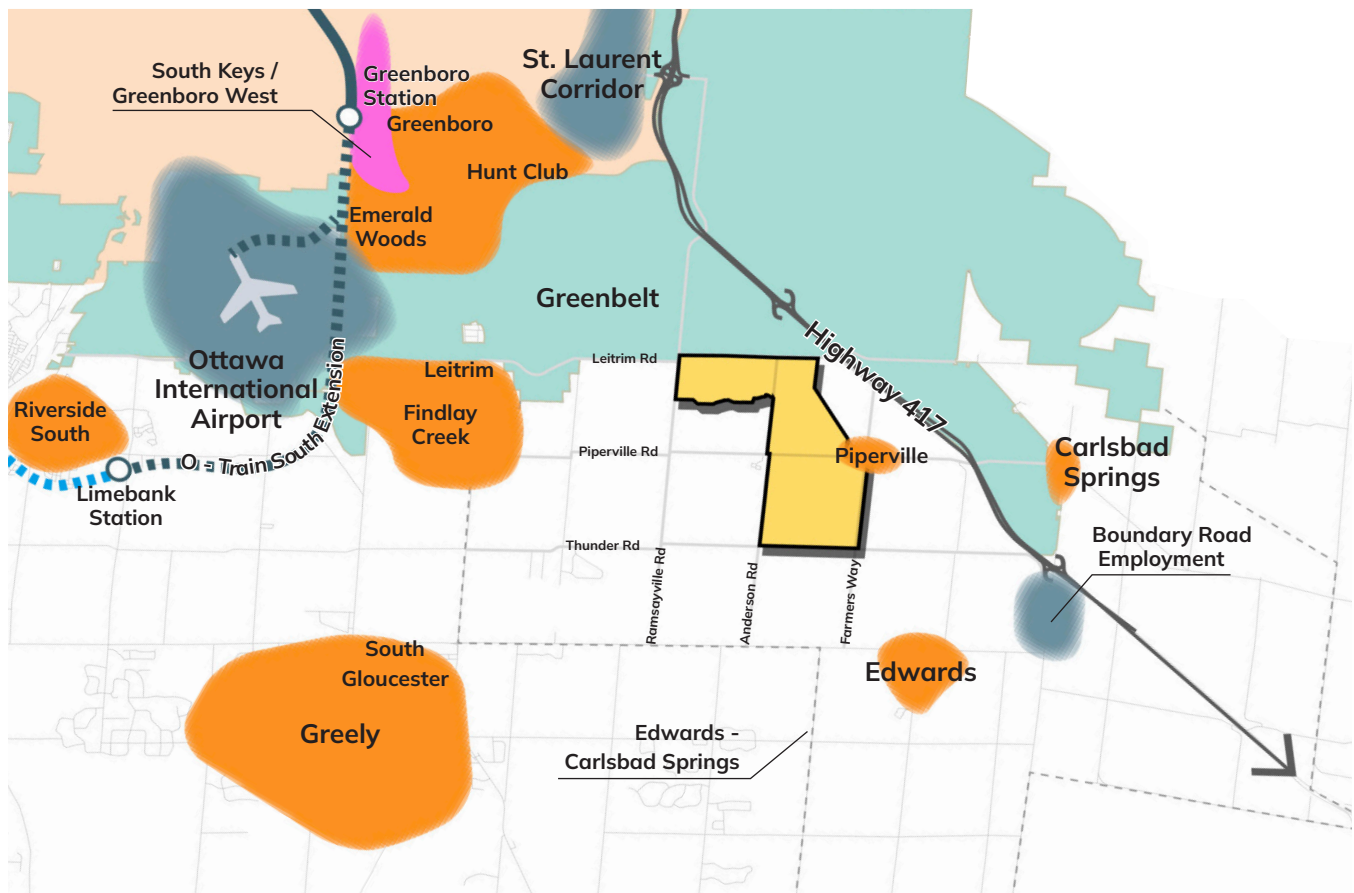 South Keys /
Greenboro West
Greenboro
Station
Greenboro
St. Laurent
Corridor
Hunt Club
Emerald
Woods
Greenbelt
Highway 417
Ottawa
International
Airport
Leitrim
Findlay
Creek
Leitrim Rd
Riverside
South
O - Train South Extension
Limebank
Station
Piperville Rd
Piperville
Carlsbad
Springs
Thunder Rd
Boundary Road
Employment
Ramsayville Rd
Anderson Rd
Farmers Way
South
Gloucester
Greely
Edwards
Edwards -
Carlsbad Springs